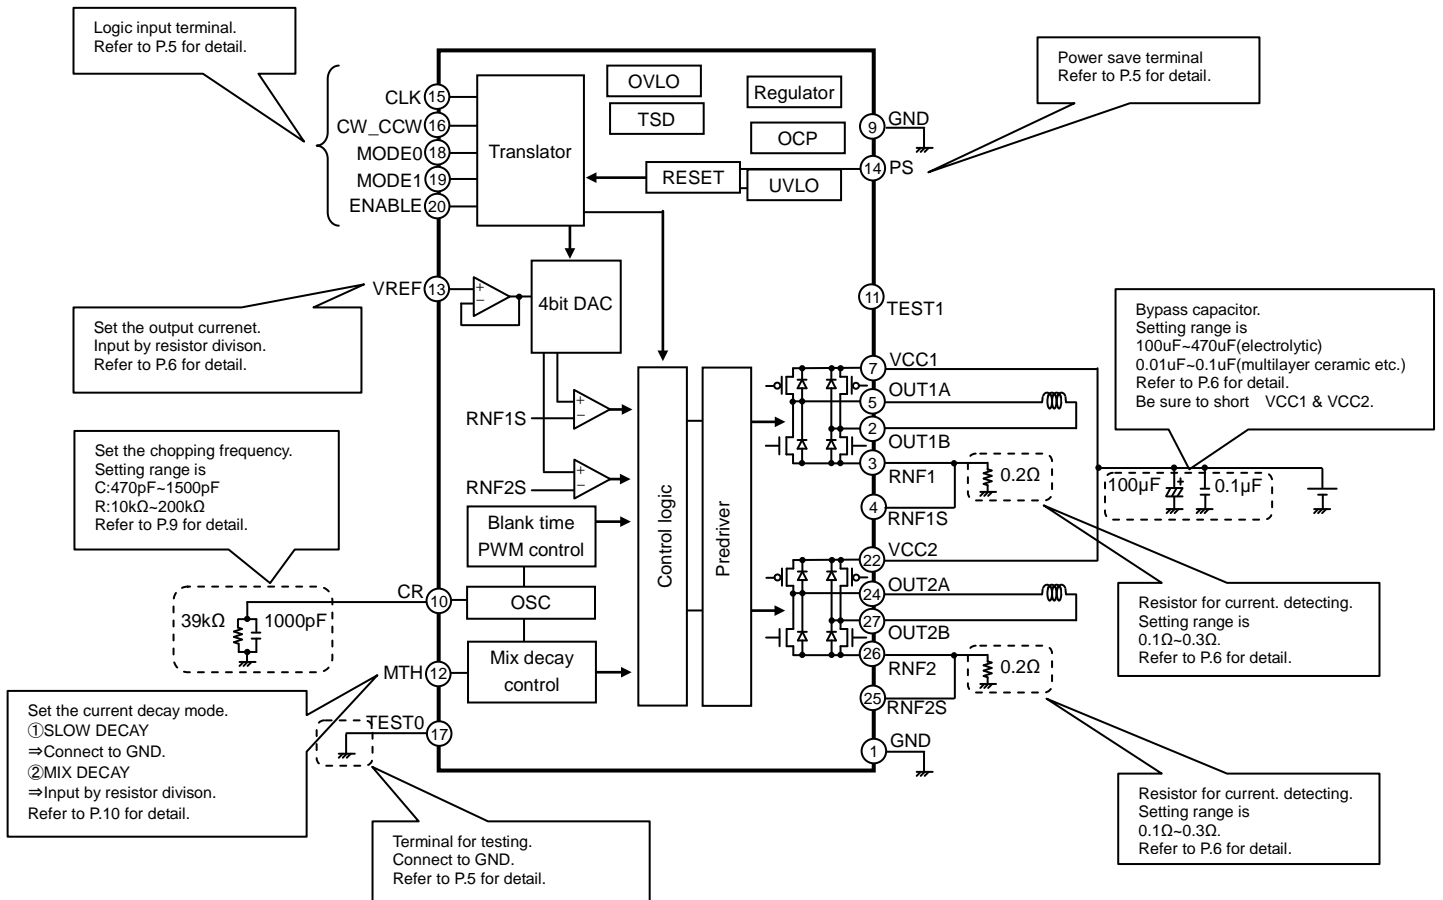 Logic input terminal.
Refer to P.5 for detail.
Power save terminal
Refer to P.5 for detail.
CLK 15
CW_CCW 16
MODE0 18
MODE1 19
ENABLE 20
Translator
OVLO
TSD
Regulator
OCP
RESET
UVLO
9 GND
14 PS
VREF 13
+
−
4bit DAC
11
TEST1
Set the output currenet.
Input by resistor divison.
Refer to P.6 for detail.
Bypass capacitor.
Setting range is
100uF~470uF(electrolytic)
0.01uF~0.1uF(multilayer ceramic etc.)
Refer to P.6 for detail.
Be sure to short VCC1 & VCC2.
RNF1S
+
−
RNF2S
+
−
Control logic
Predriver
7 VCC1
5 OUT1A
2
OUT1B
3
RNF1
4
RNF1S
0.2Ω
100µF
+
0.1µF
Set the chopping frequency.
Setting range is
C:470pF~1500pF
R:10kΩ~200kΩ
Refer to P.9 for detail.
Blank time
PWM control
OSC
Mix decay
control
CR
10
39kΩ
1000pF
MTH 12
22 VCC2
24 OUT2A
27
OUT2B
26
RNF2
25
RNF2S
0.2Ω
1 GND
Resistor for current. detecting.
Setting range is
0.1Ω~0.3Ω.
Refer to P.6 for detail.
Set the current decay mode.
①SLOW DECAY
⇒Connect to GND.
②MIX DECAY
⇒Input by resistor divison.
Refer to P.10 for detail.
TEST0
17
Terminal for testing.
Connect to GND.
Refer to P.5 for detail.
Resistor for current. detecting.
Setting range is
0.1Ω~0.3Ω.
Refer to P.6 for detail.